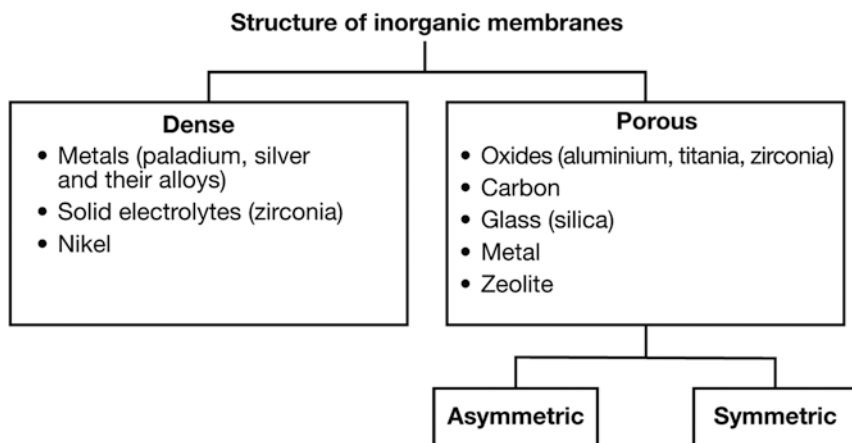 Structure of inorganic membranes
Dense
• Metals (paladium, silver
and their alloys)
• Solid electrolytes (zirconia)
• Nikel
Porous
• Oxides (aluminium, titania, zirconia)
• Carbon
• Glass (silica)
• Metal
• Zeolite
Asymmetric
Symmetric